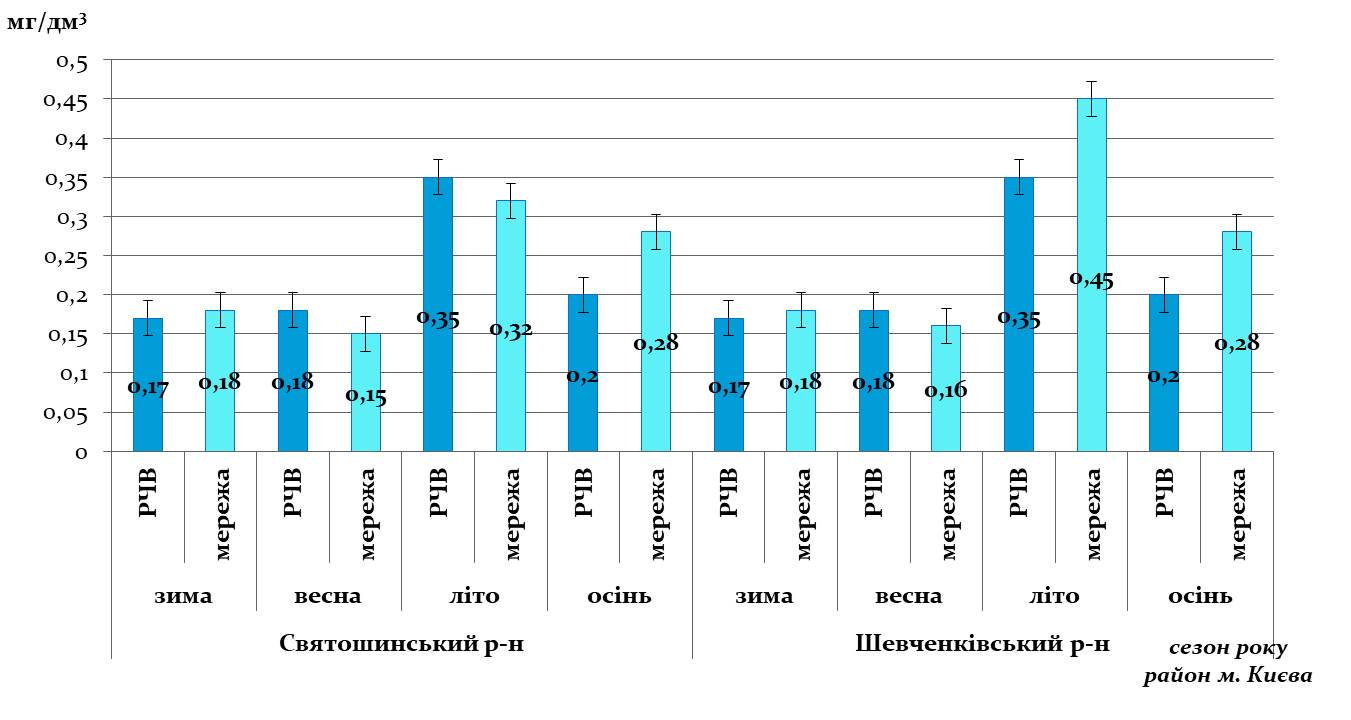 мг/дм³
0,5
0,45
0,4
0,35
0,3
0,25
0,2
0,15
0,1
0,05
0
0,17
0,18
0,18
0,15
0,35
0,32
0,2
0,28
0,17
0,18
0,18
0,16
0,35
0,45
0,2
0,28
РЧВ
мережа
РЧВ
мережа
РЧВ
мережа
РЧВ
мережа
РЧВ
мережа
РЧВ
мережа
РЧВ
мережа
РЧВ
мережа
зима
весна
літо
осінь
зима
весна
літо
осінь
Святошинський р-н
Шевченківський р-н
сезон року
район м. Києва